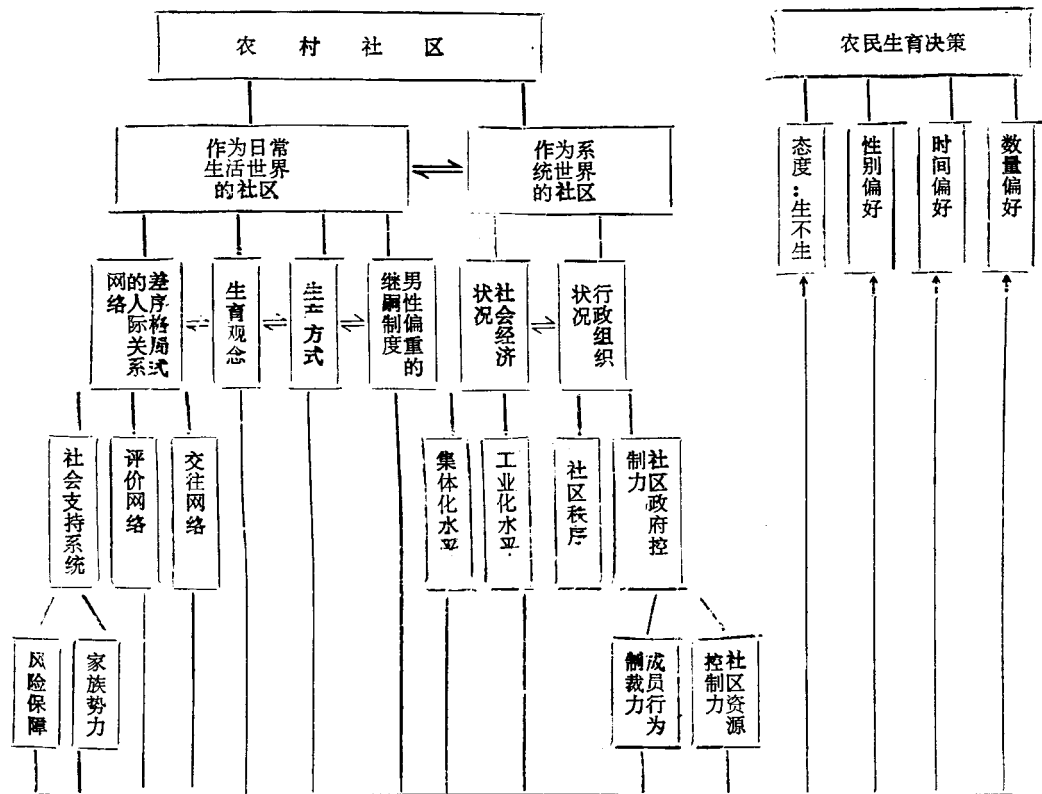 农村社区
农民生育决策
作为日常
生活世界
的社区
作为系
统世界
的社区
态度：生不生
性别偏好
时间偏好
数量偏好
差序格局式
的人际关系
网络
生育观念
生产方式
男性偏重的
继嗣制度
社会经济
状况
行政组织
状况
社会支持系统
评价网络
交往网络
集体化水平
工业化水平
社区秩序
社区政府控
制力
风险保障
家族势力
成员行为
制裁力
社区资源
控制力